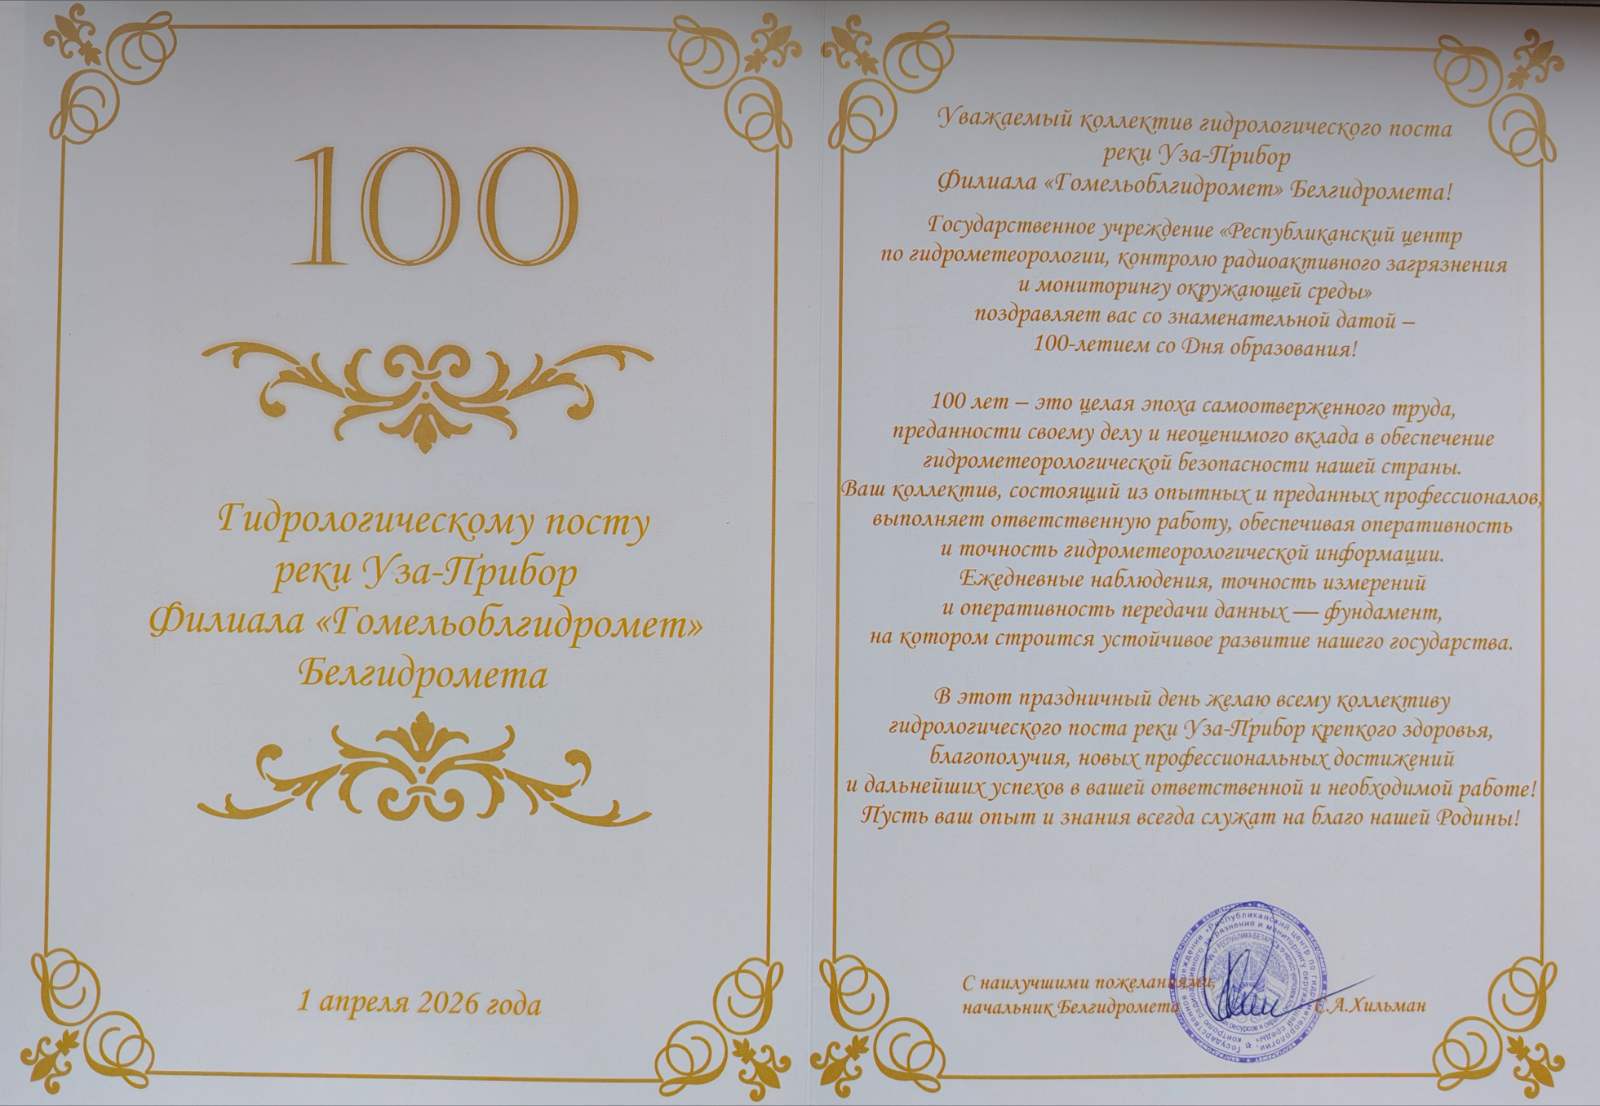 100
Гидрологическому посту
реки Уза-Прибор
Филиала «Гомельоблгидромет»
Белгидромета
1 апреля 2026 года
Уважаемый коллектив гидрологического поста
реки Уза-Прибор
Филиала «Гомельоблгидромет» Белгидромета!
Государственное учреждение «Республиканский центр
по гидрометеорологии, контролю радиоактивного загрязнения
и мониторингу окружающей среды»
поздравляет вас со знаменательной датой –
100-летием со Дня образования!
100 лет – это целая эпоха самоотверженного труда,
преданности своему делу и неоценимого вклада в обеспечение
гидрометеорологической безопасности нашей страны.
Ваш коллектив, состоящий из опытных и преданных профессионалов,
выполняет ответственную работу, обеспечивая оперативность
и точность гидрометеорологической информации.
Ежедневные наблюдения, точность измерений
и оперативность передачи данных — фундамент,
на котором строится устойчивое развитие нашего государства.
В этот праздничный день желаю всему коллективу
гидрологического поста реки Уза-Прибор крепкого здоровья,
благополучия, новых профессиональных достижений
и дальнейших успехов в вашей ответственной и необходимой работе!
Пусть ваш опыт и знания всегда служат на благо нашей Родины!
С наилучшими пожеланиями,
начальник Белгидромета С.А.Хильман